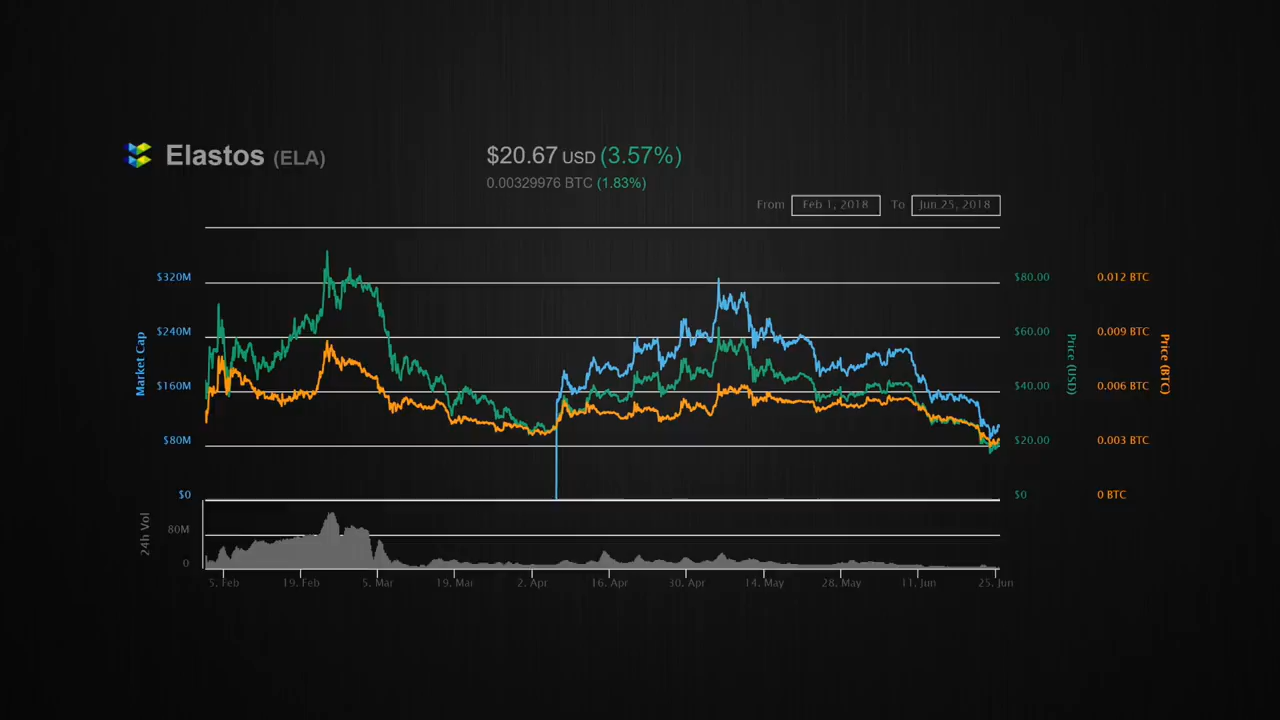 Elastos (ELA)
$20.67 USD (3.57%)
0.00329976 BTC (1.83%)
From Feb 1, 2018 To Jun 25, 2018
$320M $80.00 0.012 BTC
$240M $60.00 0.009 BTC
$160M $40.00 0.006 BTC
$80M $20.00 0.003 BTC
$0 $0 0 BTC
Market Cap
Price (USD)
Price (BTC)
24h Vol
80M
0
5. Feb 19. Feb 5. Mar 19. Mar 2. Apr 16. Apr 30. Apr 14. May 28. May 11. Jun 25. Jun